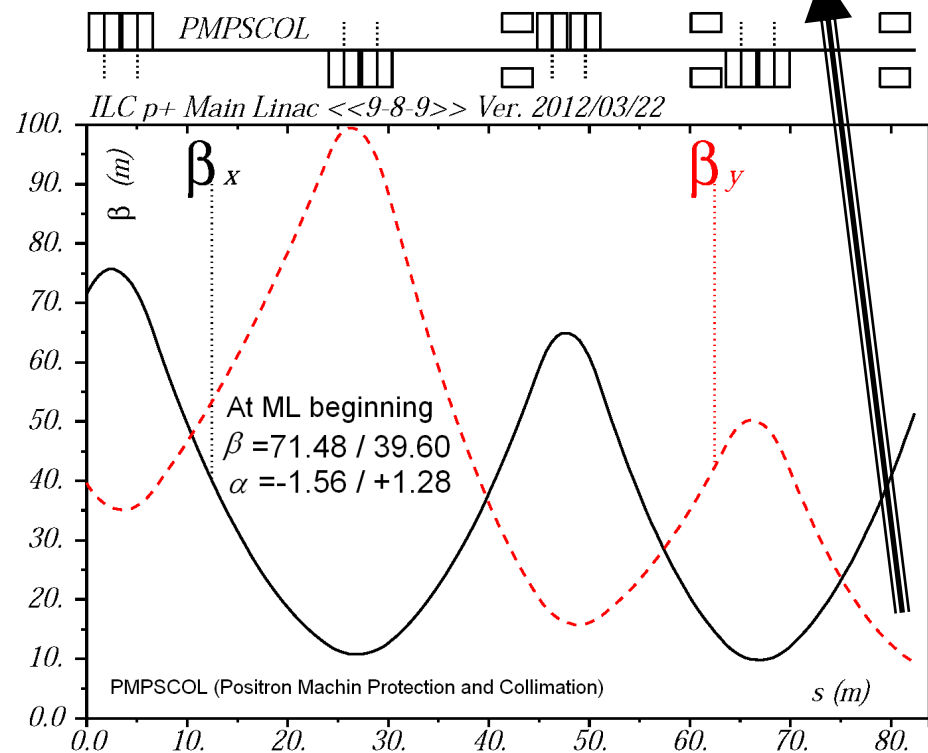 PMPSCOL
ILC p+ Main Linac <<9-8-9>> Ver. 2012/03/22
100.
90.
80.
70.
60.
50.
40.
30.
20.
10.
0.0
β (m)
βx
βy
At ML beginning
β =71.48 / 39.60
α =-1.56 / +1.28
PMPSCOL (Positron Machin Protection and Collimation)
s (m)
0.0 10. 20. 30. 40. 50. 60. 70. 80.